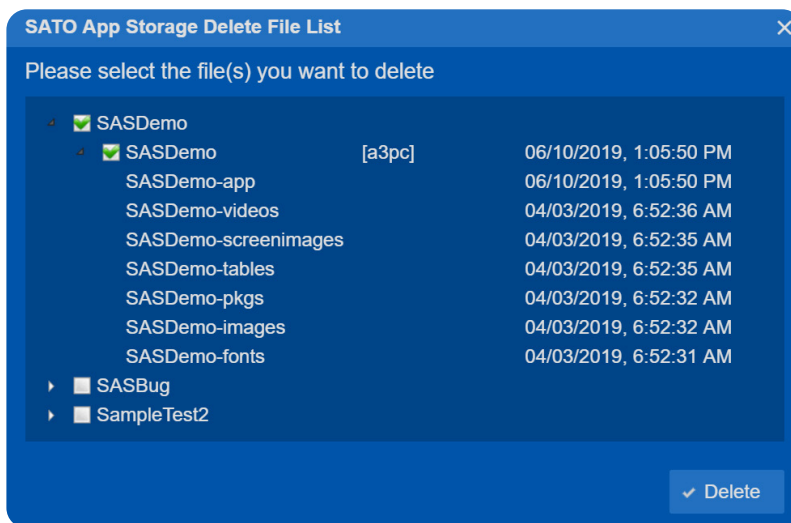 SATO App Storage Delete File List
Please select the file(s) you want to delete
SASDemo
SASDemo [a3pc] 06/10/2019, 1:05:50 PM
SASDemo-app 06/10/2019, 1:05:50 PM
SASDemo-videos 04/03/2019, 6:52:36 AM
SASDemo-screenimages 04/03/2019, 6:52:35 AM
SASDemo-tables 04/03/2019, 6:52:35 AM
SASDemo-pkgs 04/03/2019, 6:52:32 AM
SASDemo-images 04/03/2019, 6:52:32 AM
SASDemo-fonts 04/03/2019, 6:52:31 AM
SASBug
SampleTest2
Delete